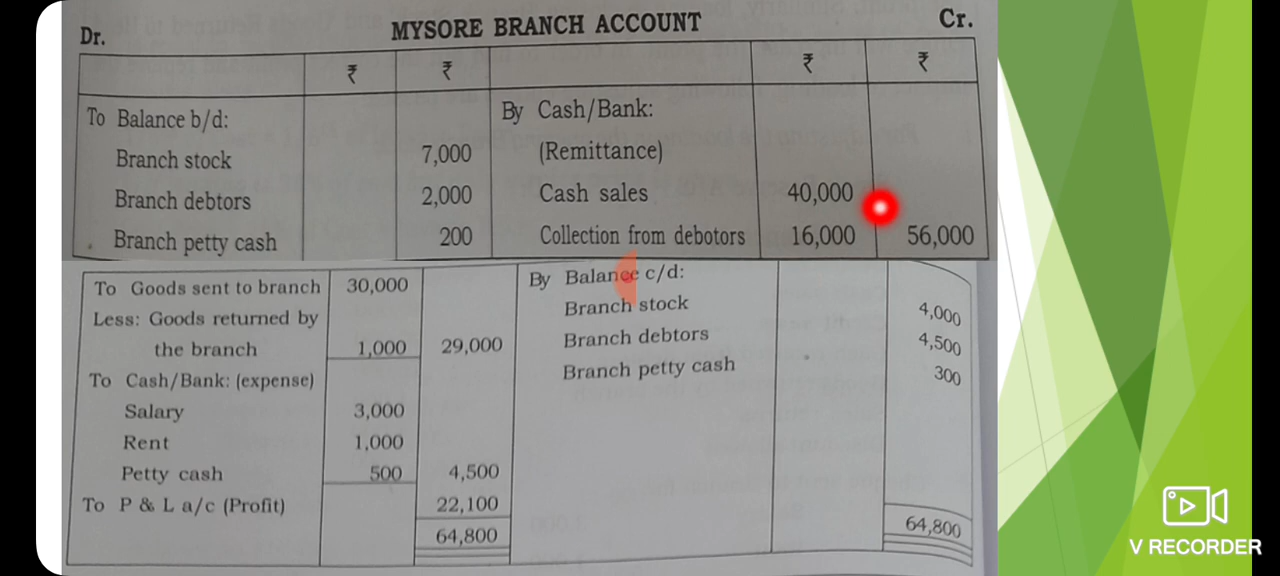 Dr. MYSORE BRANCH ACCOUNT Cr.
₹ ₹ ₹ ₹
To Balance b/d: By Cash/Bank:
Branch stock 7,000 (Remittance)
Branch debtors 2,000 Cash sales 40,000
Branch petty cash 200 Collection from debotors 16,000 56,000
To Goods sent to branch 30,000 By Balance c/d:
Less: Goods returned by Branch stock 4,000
the branch 1,000 29,000 Branch debtors 4,500
To Cash/Bank: (expense) Branch petty cash 300
Salary 3,000
Rent 1,000
Petty cash 500 4,500
To P & L a/c (Profit) 22,100
64,800 64,800
V RECORDER